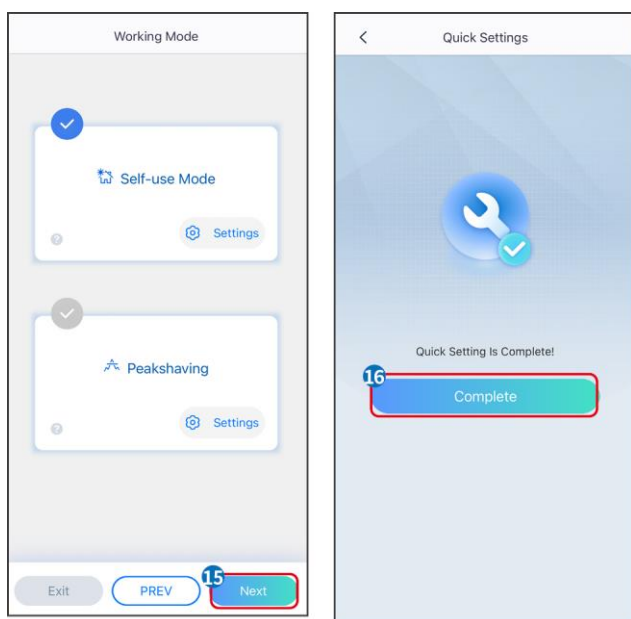 Working Mode
Self-use Mode
Settings
Peakshaving
Settings
Exit
PREV
15
Next
Quick Settings
Quick Setting Is Complete!
16
Complete